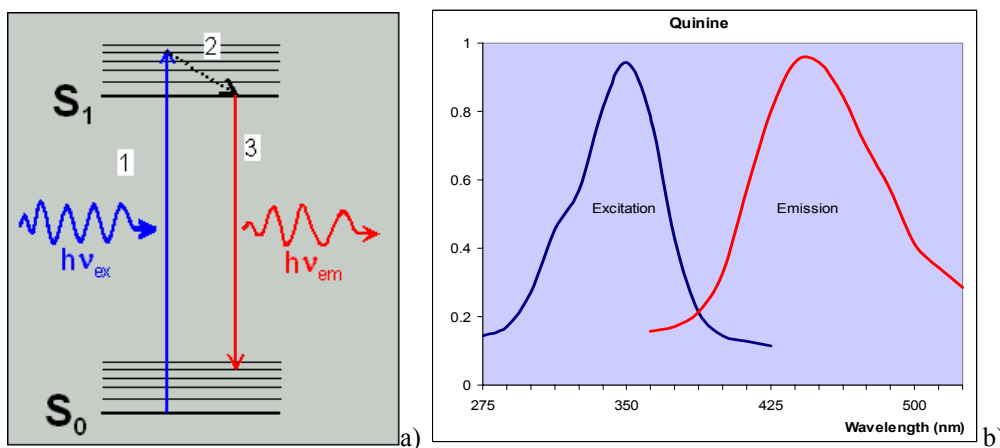 2
S1
1
3
hνex
hνem
S0
a)
Quinine
1
0.8
0.6
0.4
0.2
0
Excitation
Emission
275
350
425
500
Wavelength (nm)
b)